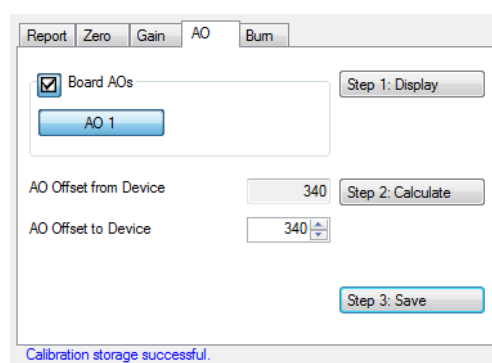 Report Zero Gain AO Burn
Board AOs
Step 1: Display
AO 1
AO Offset from Device 340 Step 2: Calculate
AO Offset to Device 340
Step 3: Save
Calibration storage successful.